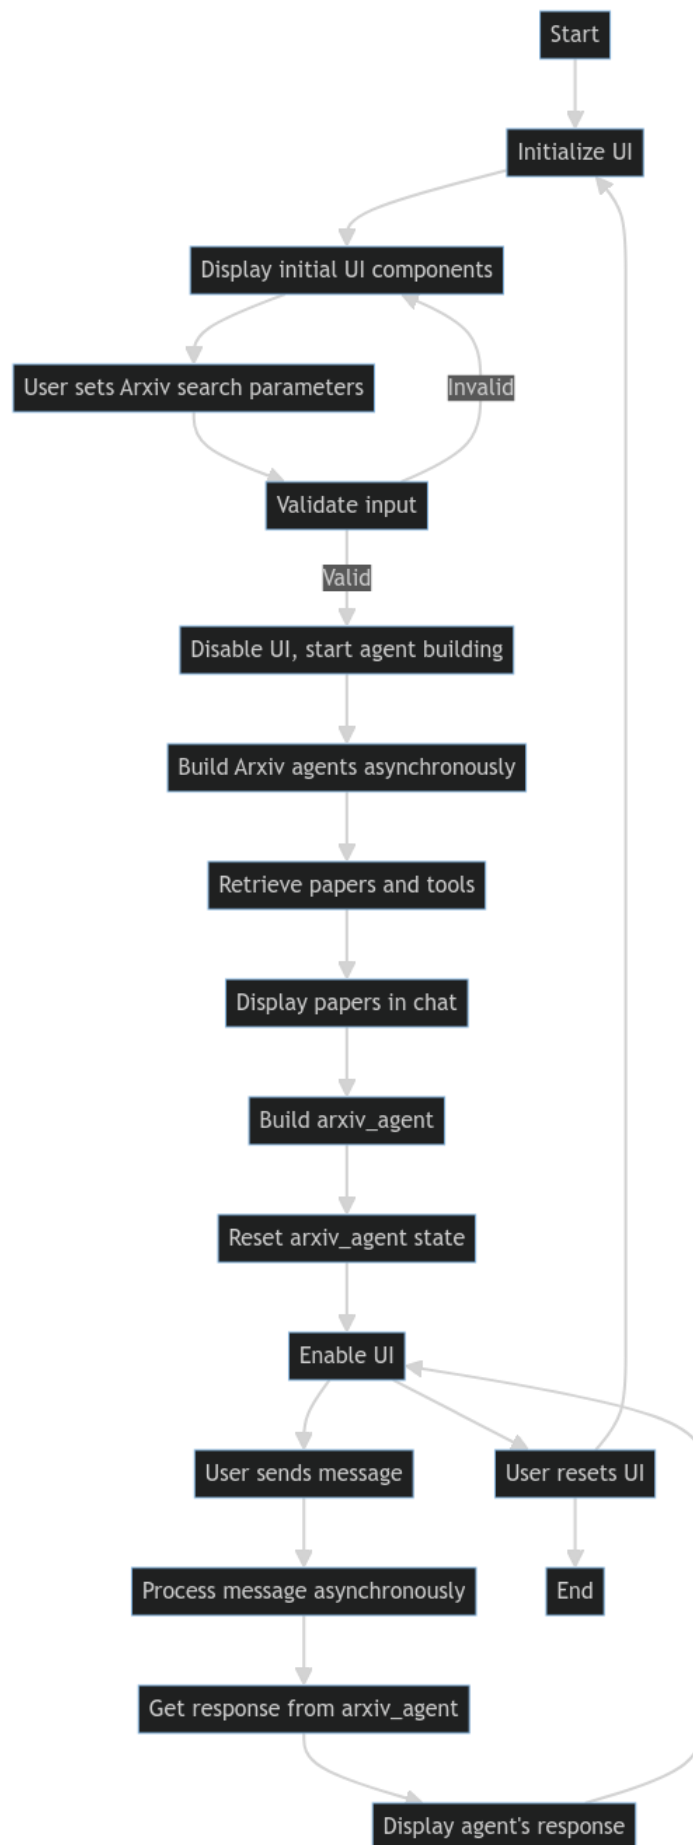 Start
Initialize UI
Display initial UI components
User sets Arxiv search parameters
Invalid
Validate input
Valid
Disable UI, start agent building
Build Arxiv agents asynchronously
Retrieve papers and tools
Display papers in chat
Build arxiv_agent
Reset arxiv_agent state
Enable UI
User sends message
User resets UI
Process message asynchronously
End
Get response from arxiv_agent
Display agent's response